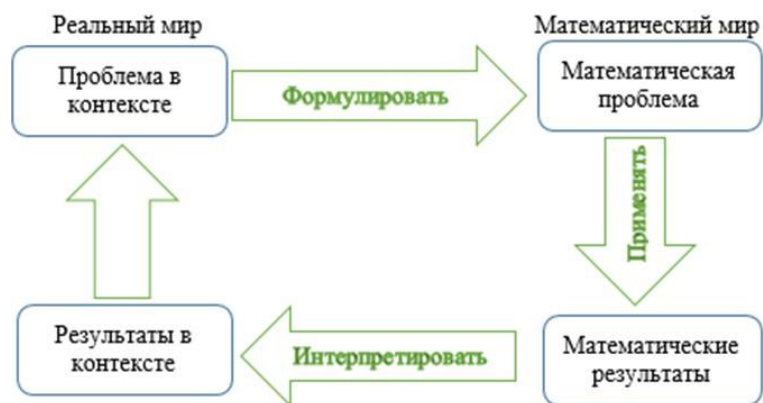 Реальный мир
Математический мир
Проблема в
контексте
Формулировать
Математическая
проблема
Применять
Результаты в
контексте
Интерпретировать
Математические
результаты